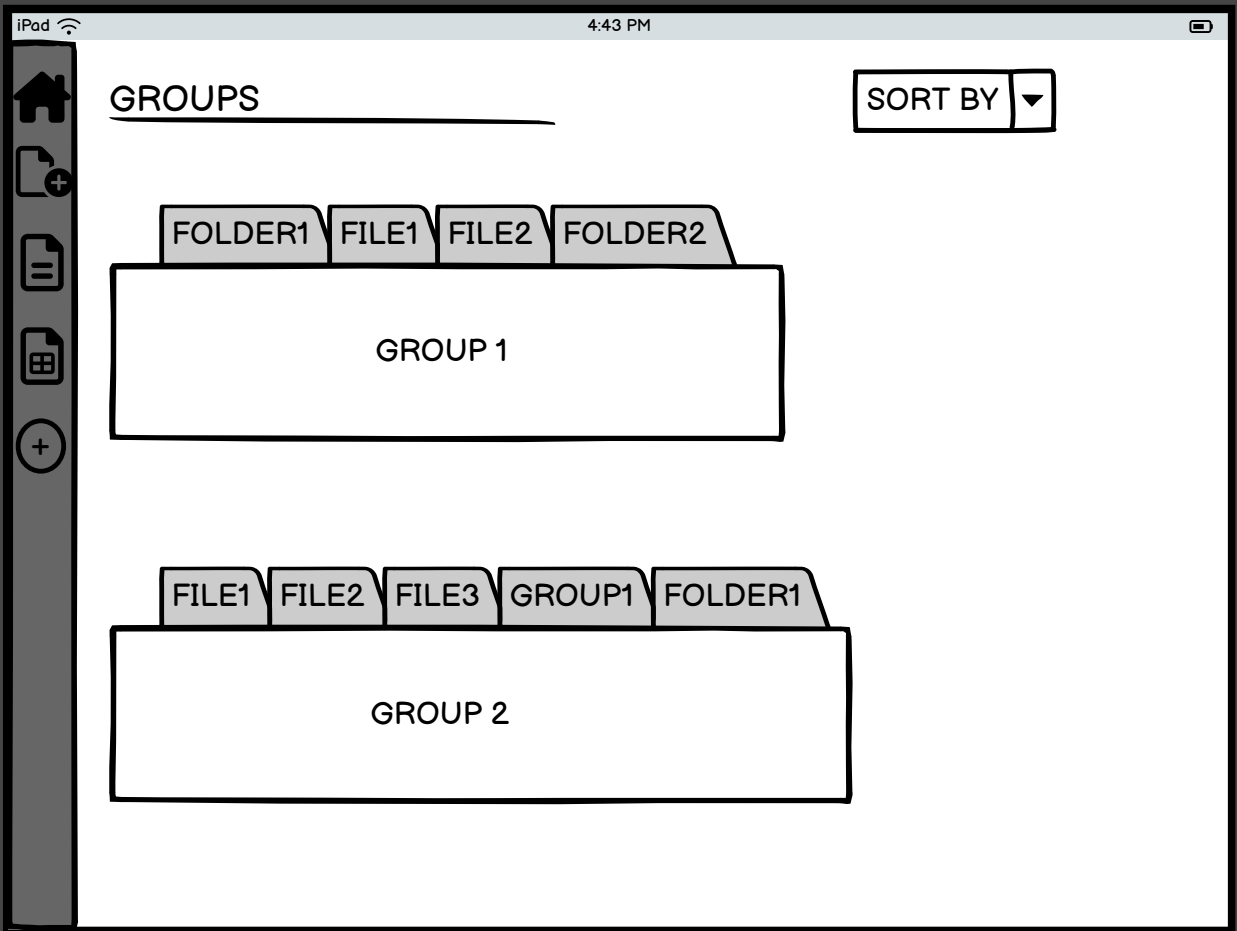 iPad 4:43 PM
GROUPS SORT BY
FOLDER1 FILE1 FILE2 FOLDER2
GROUP 1
FILE1 FILE2 FILE3 GROUP1 FOLDER1
GROUP 2